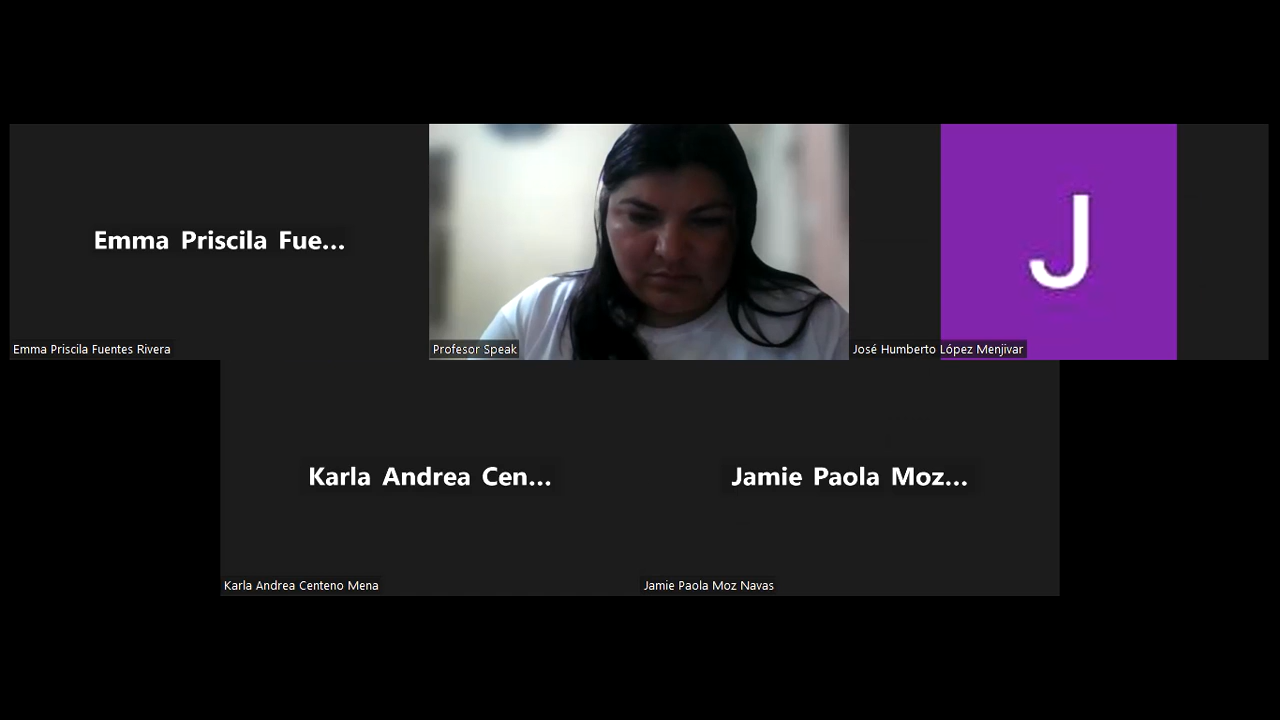 Emma Priscila Fue...
Emma Priscila Fuentes Rivera
Profesor Speak
J
José Humberto López Menjivar
Karla Andrea Cen...
Karla Andrea Centeno Mena
Jamie Paola Moz...
Jamie Paola Moz Navas